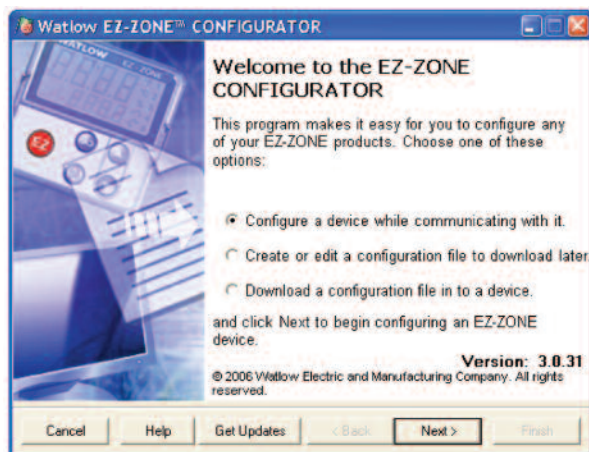 Watlow EZ-ZONE™ CONFIGURATOR
WATLOW
EZ-ZONE
EZ
Welcome to the EZ-ZONE
CONFIGURATOR
This program makes it easy for you to configure any
of your EZ-ZONE products. Choose one of these
options:
Configure a device while communicating with it.
Create or edit a configuration file to download later.
Download a configuration file in to a device.
and click Next to begin configuring an EZ-ZONE
device.
Version: 3.0.31
© 2006 Watlow Electric and Manufacturing Company. All rights
reserved.
Cancel Help Get Updates < Back Next > Finish